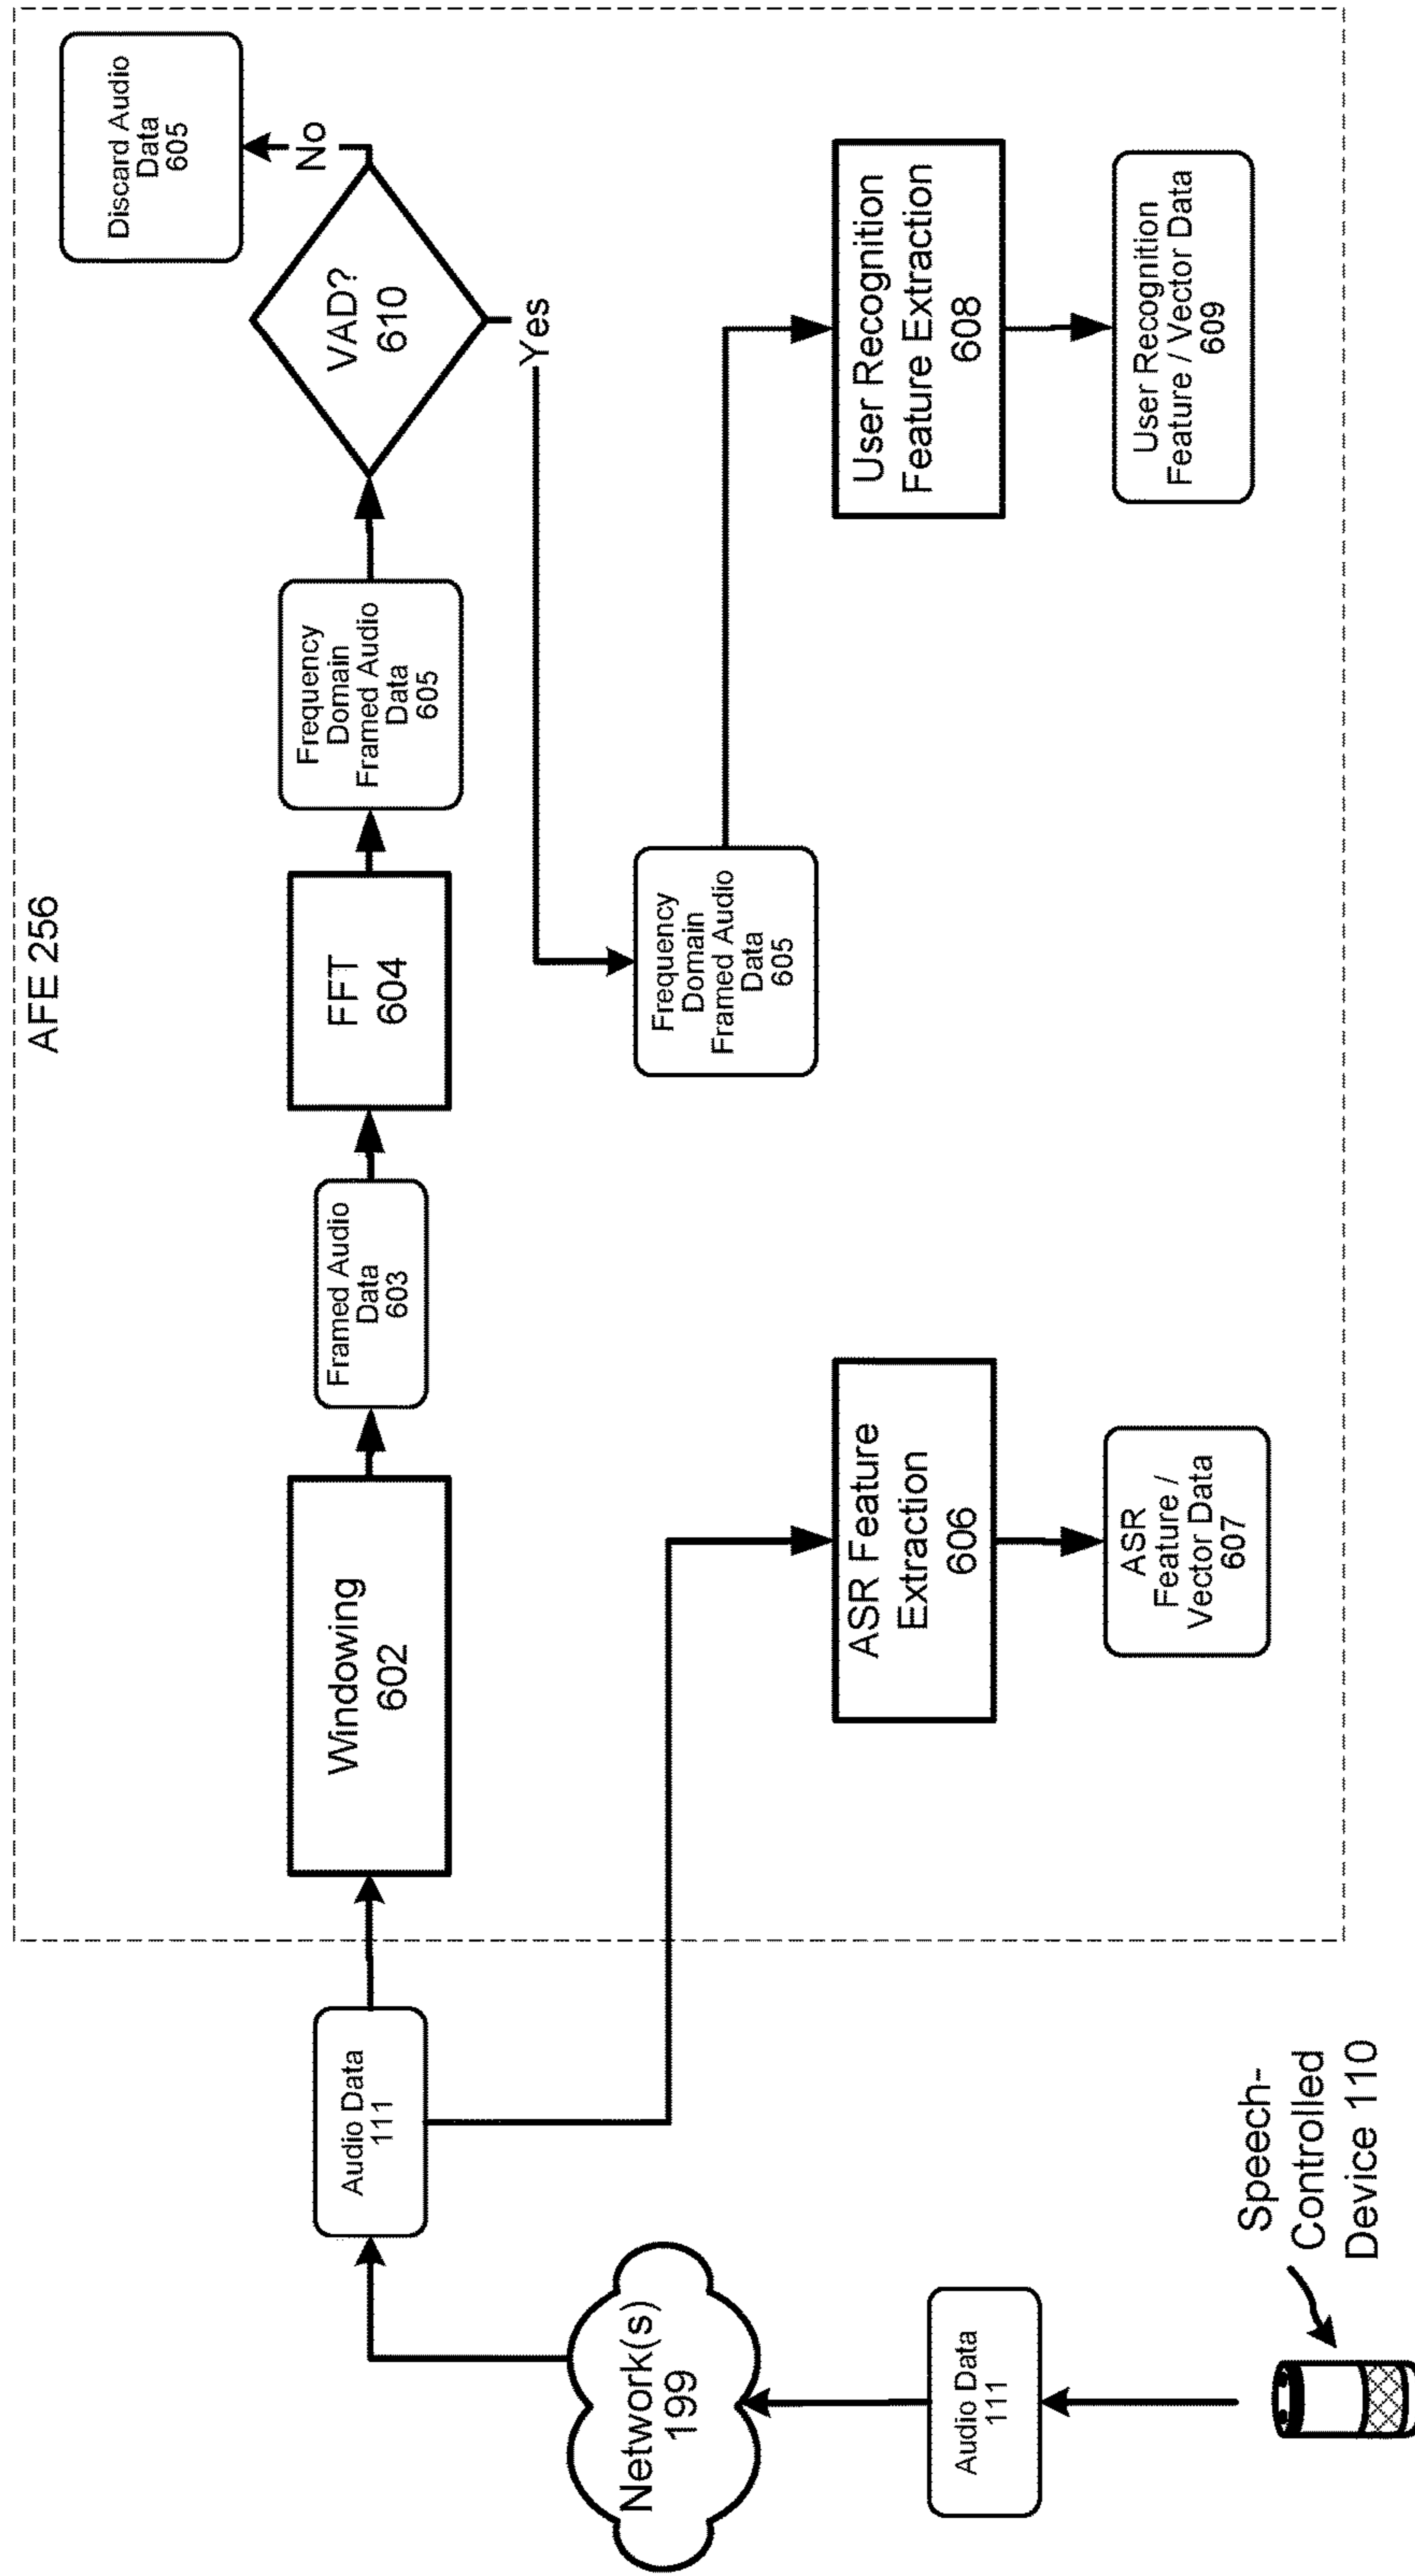 AFE 256
Discard Audio
Data
605
No
VAD?
610
Yes
Frequency
Domain
Framed Audio
Data
605
FFT
604
Framed Audio
Data
603
Windowing
602
Audio Data
111
Frequency
Domain
Framed Audio
Data
605
User Recognition
Feature Extraction
608
User Recognition
Feature / Vector Data
609
ASR Feature
Extraction
606
ASR
Feature /
Vector Data
607
Network(s)
199
Audio Data
111
Speech-
Controlled
Device 110